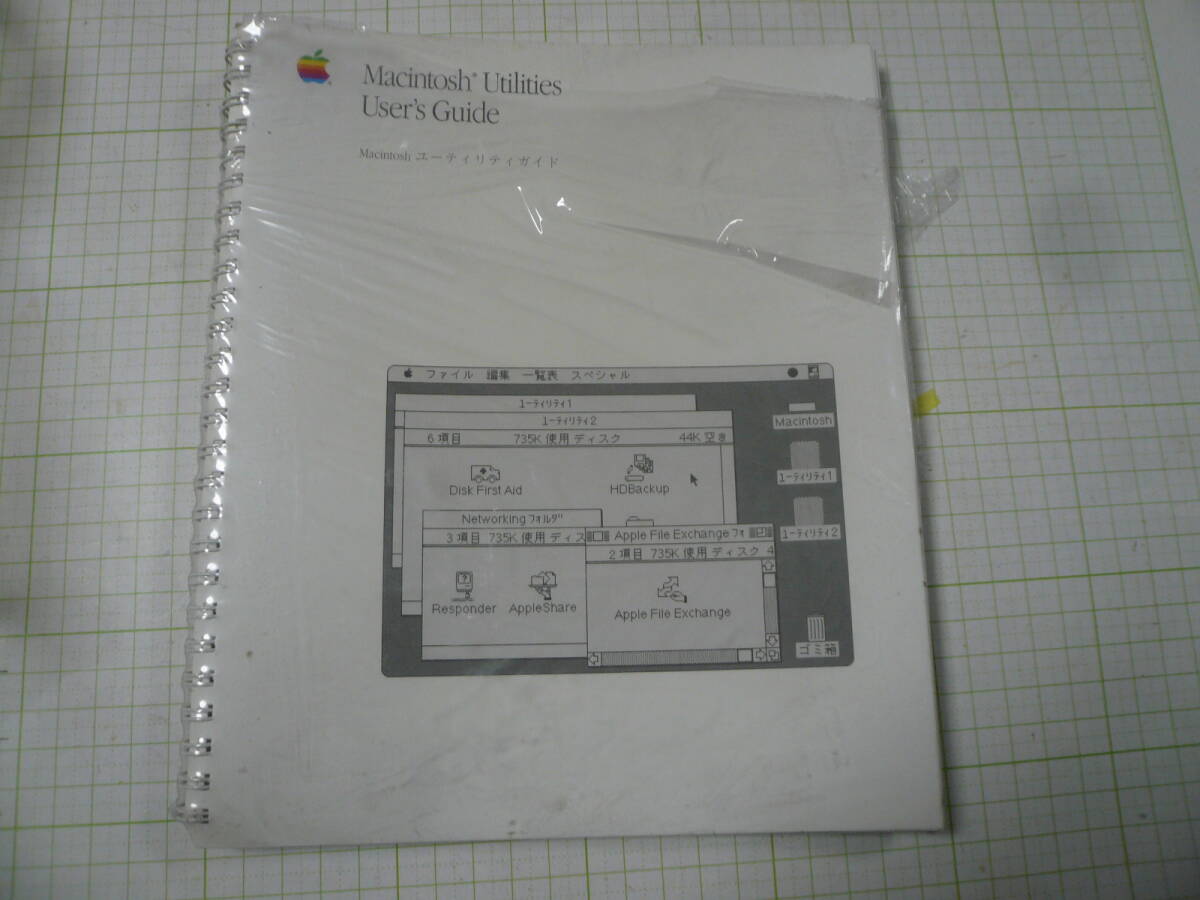 Macintosh® Utilities
User's Guide
Macintosh ユーティリティガイド
ファイル 編集 一覧表 スペシャル
ユーティリティ1
ユーティリティ2
6 項目 735K 使用 ディスク 44K 空き
Macintosh
ユーティリティ1
ユーティリティ2
Disk First Aid
HDBackup
Networking フォルダ
3 項目 735K 使用 ディス
Responder
AppleShare
Apple File Exchange フォ
2 項目 735K 使用 ディスク 4
Apple File Exchange
ゴミ箱